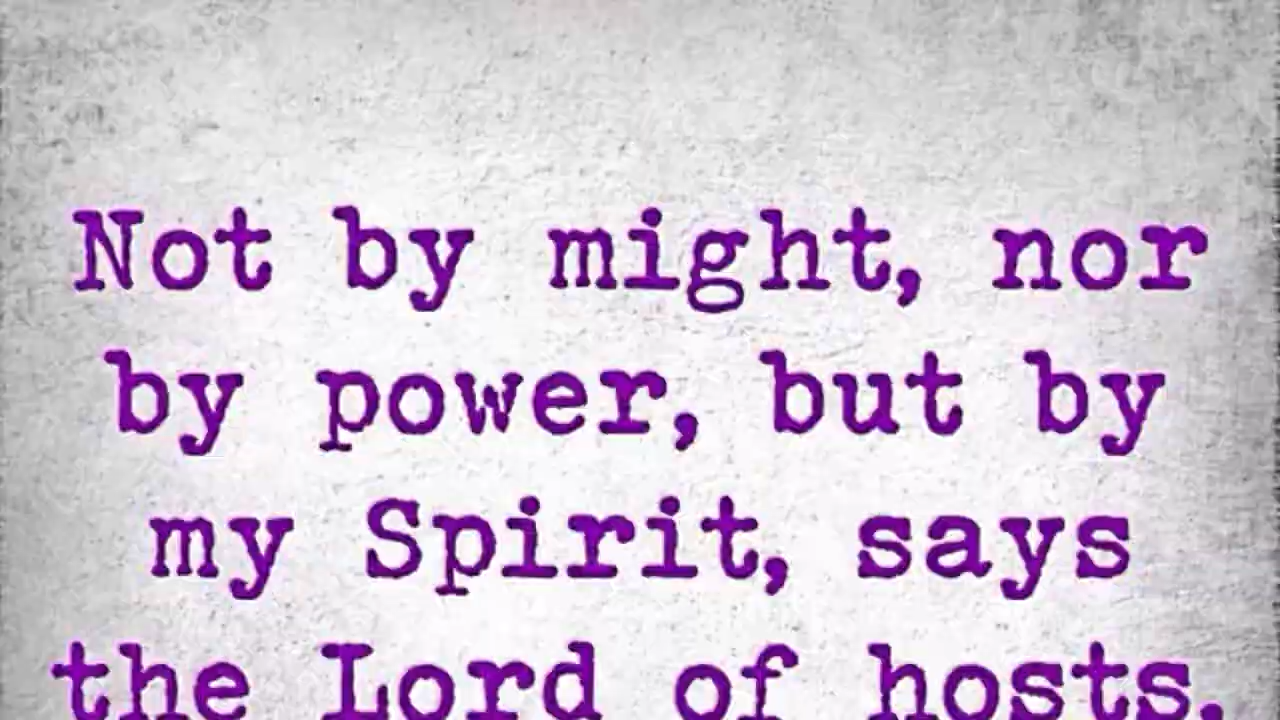 Not by might, nor
by power, but by
my Spirit, says
the Lord of hosts.